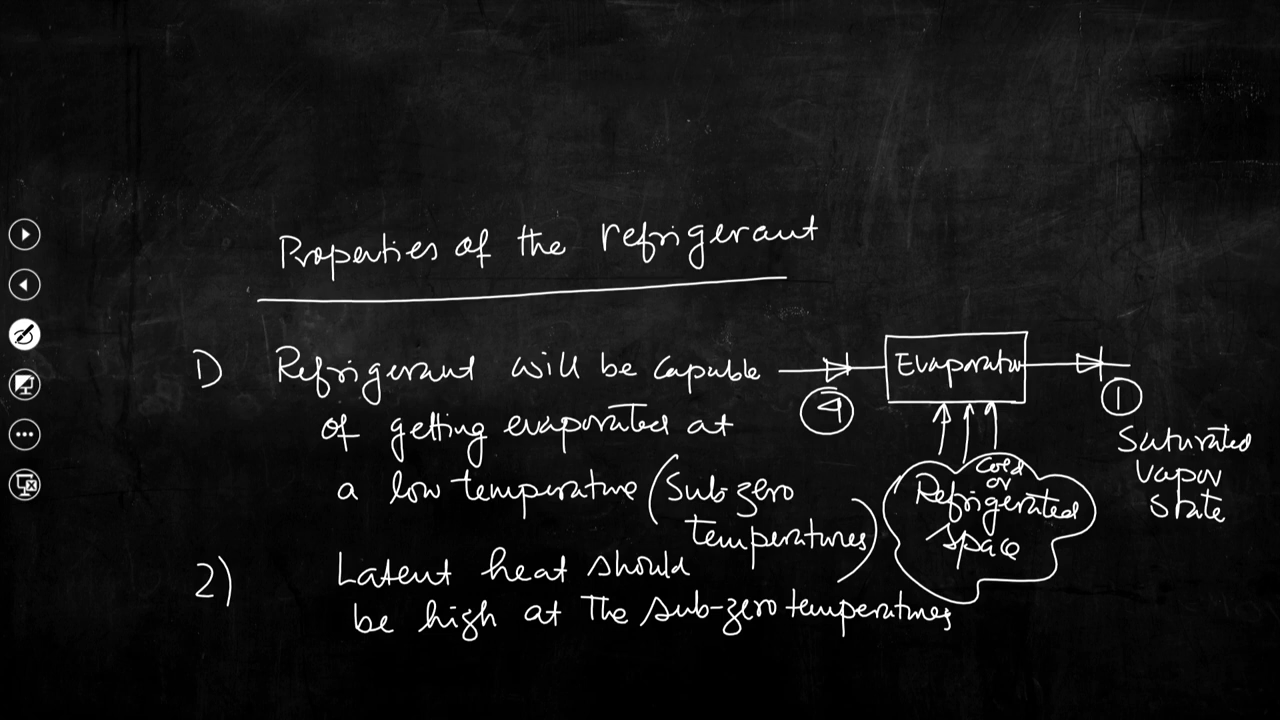 Properties of the refrigerant
1) Refrigerant will be capable
of getting evaporated at
a low temperature (Sub-zero
temperatures)
2) Latent heat should
be high at The sub-zero temperatures
Evaporator
4
1
Saturated
vapor
state
cold
or
Refrigerated
space